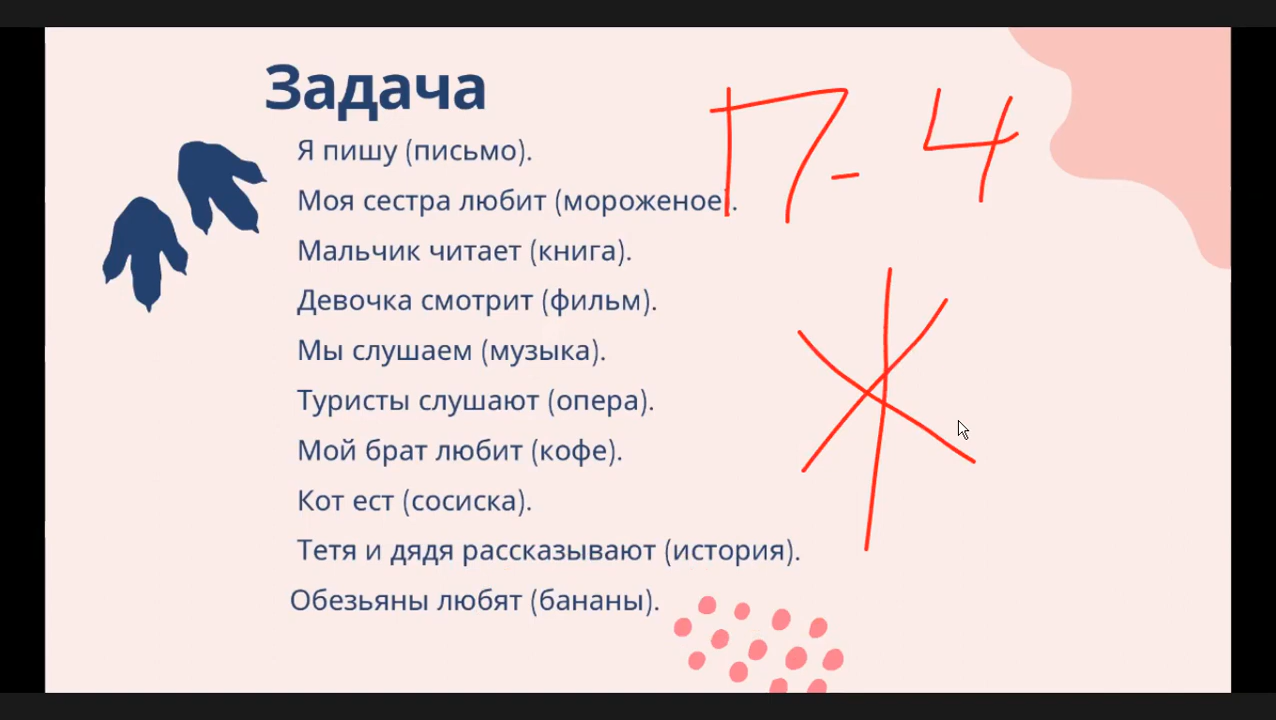 Задача
П-4
Я пишу (письмо).
Моя сестра любит (мороженое).
Мальчик читает (книга).
Девочка смотрит (фильм).
Мы слушаем (музыка).
Туристы слушают (опера).
Ж
Мой брат любит (кофе).
Кот ест (сосиска).
Тетя и дядя рассказывают (история).
Обезьяны любят (бананы).